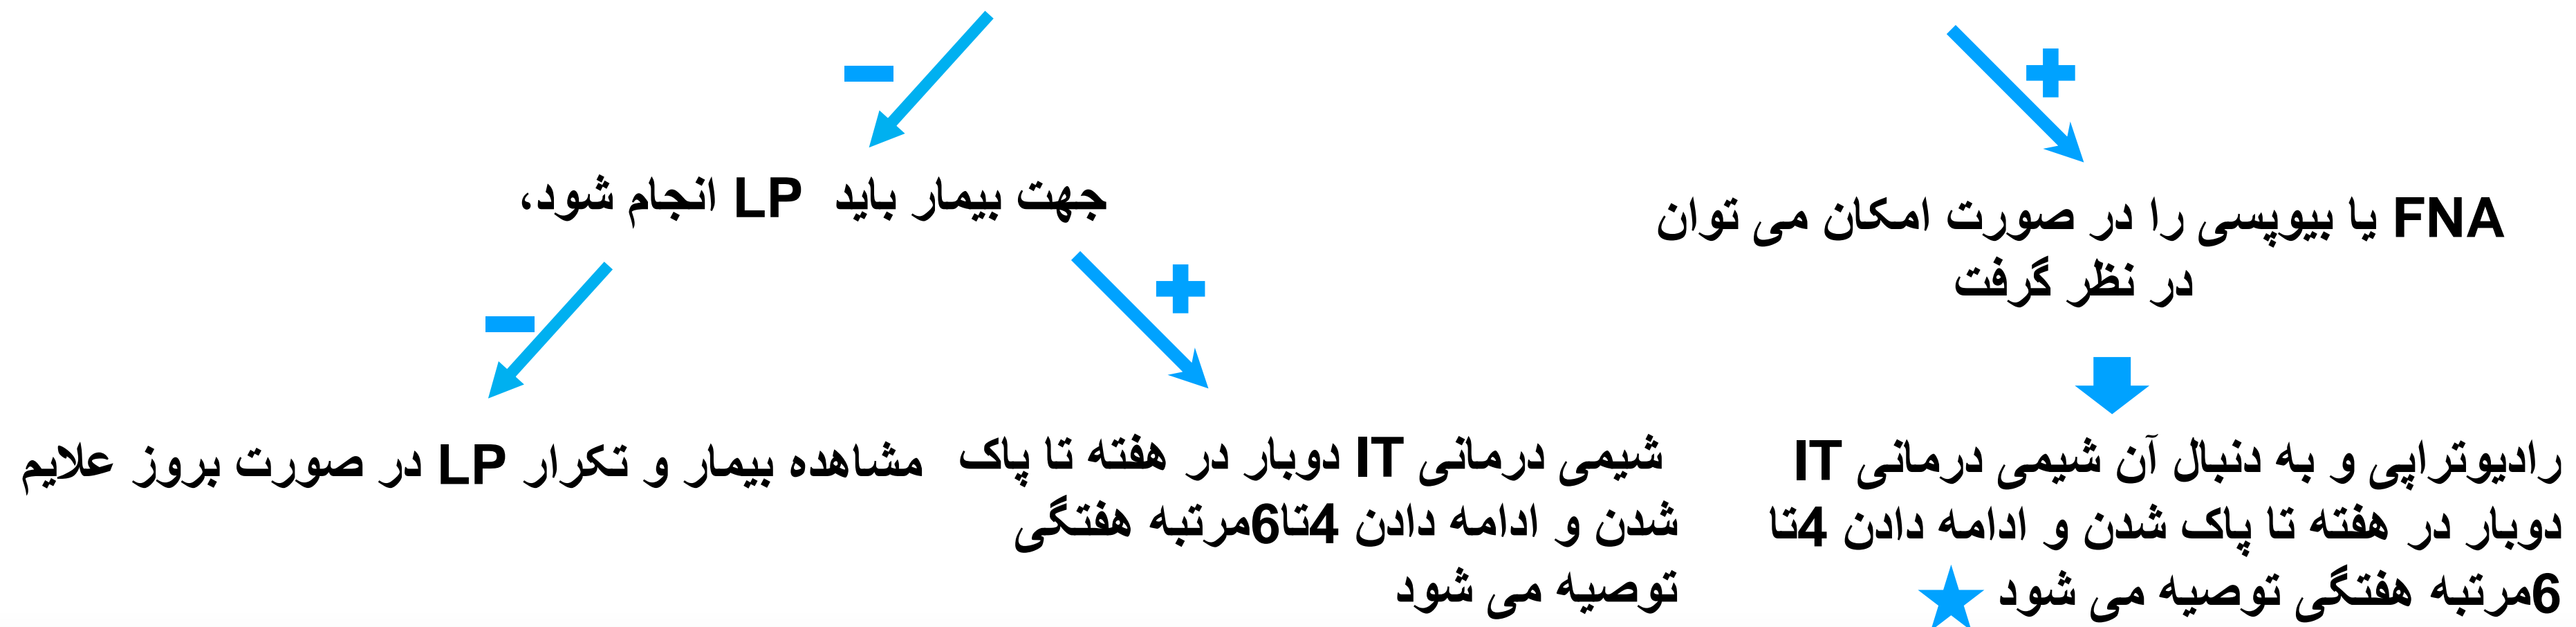 FNA یا بیوپسی را در صورت امکان می توان
در نظر گرفت
جهت بیمار باید LP انجام شود،
رادیوتراپی و به دنبال آن شیمی درمانی IT
دوبار در هفته تا پاک شدن و ادامه دادن 4تا
6مرتبه هفتگی توصیه می شود
شیمی درمانی IT دوبار در هفته تا پاک
شدن و ادامه دادن 4تا6مرتبه هفتگی
توصیه می شود
مشاهده بیمار و تکرار LP در صورت بروز علایم